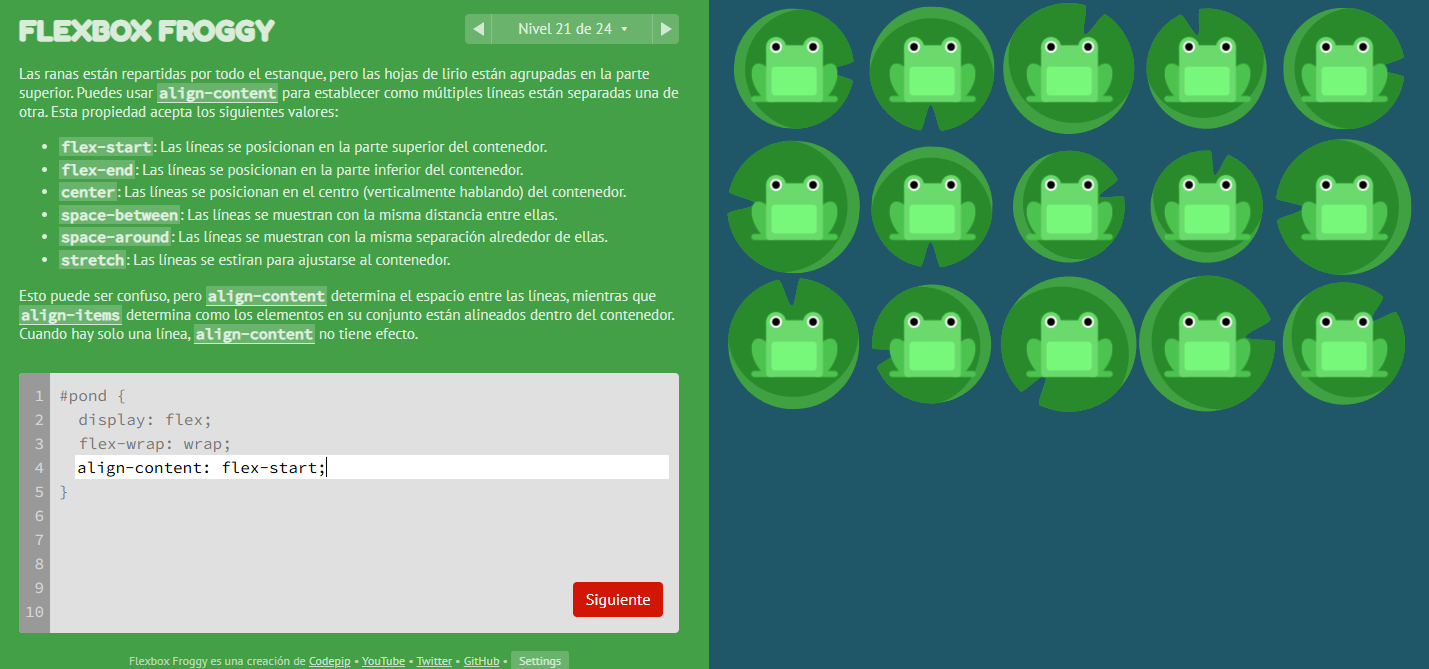 FLEXBOX FROGGY
Nivel 21 de 24
Las ranas están repartidas por todo el estanque, pero las hojas de lirio están agrupadas en la parte
superior. Puedes usar align-content para establecer como múltiples líneas están separadas una de
otra. Esta propiedad acepta los siguientes valores:
• flex-start: Las líneas se posicionan en la parte superior del contenedor.
• flex-end: Las líneas se posicionan en la parte inferior del contenedor.
• center: Las líneas se posicionan en el centro (verticalmente hablando) del contenedor.
• space-between: Las líneas se muestran con la misma distancia entre ellas.
• space-around: Las líneas se muestran con la misma separación alrededor de ellas.
• stretch: Las líneas se estiran para ajustarse al contenedor.
Esto puede ser confuso, pero align-content determina el espacio entre las líneas, mientras que
align-items determina como los elementos en su conjunto están alineados dentro del contenedor.
Cuando hay solo una línea, align-content no tiene efecto.
1 #pond {
2 display: flex;
3 flex-wrap: wrap;
4 align-content: flex-start;
5 }
6
7
8
9
10
Siguiente
Flexbox Froggy es una creación de Codepip • YouTube • Twitter • GitHub • Settings